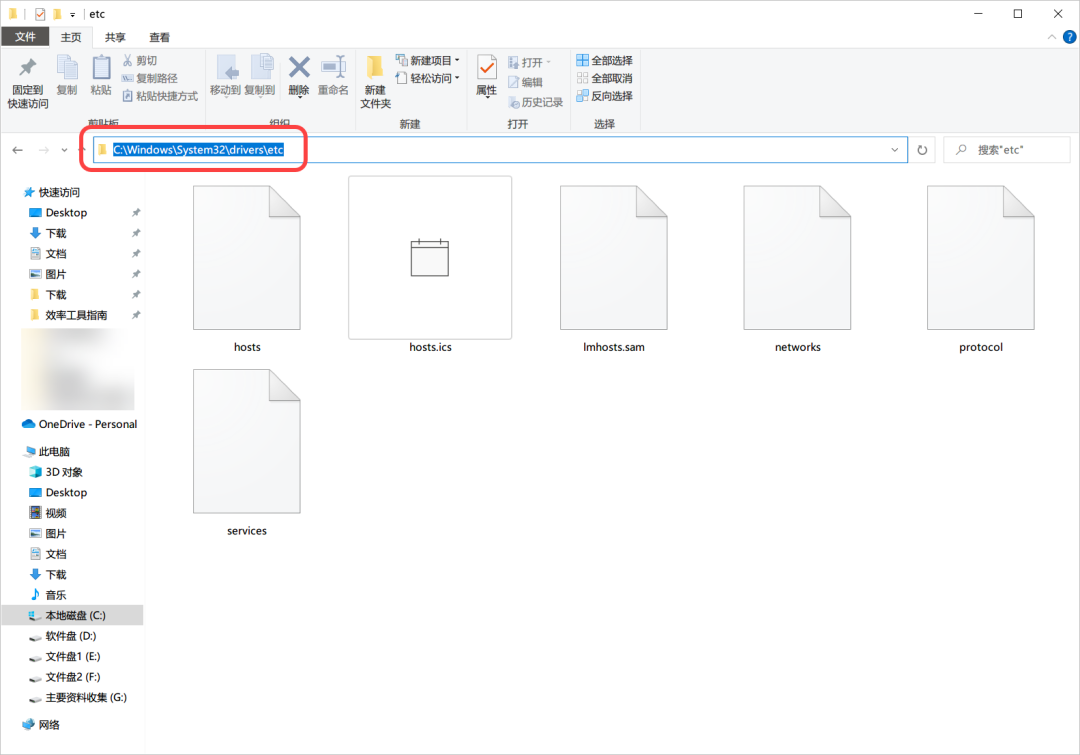 etc
文件 主页 共享 查看
固定到
快速访问
复制
粘贴
剪切
复制路径
粘贴快捷方式
剪贴板
移动到
复制到
删除
重命名
组织
新建
文件夹
新建项目
轻松访问
新建
属性
打开
编辑
历史记录
打开
全部选择
全部取消
反向选择
选择
C:\Windows\System32\drivers\etc
搜索"etc"
快速访问
Desktop
下载
文档
图片
下载
效率工具指南
OneDrive - Personal
此电脑
3D 对象
Desktop
视频
图片
文档
下载
音乐
本地磁盘 (C:)
软件盘 (D:)
文件盘1 (E:)
文件盘2 (F:)
主要资料收集 (G:)
网络
hosts
hosts.ics
lmhosts.sam
networks
protocol
services